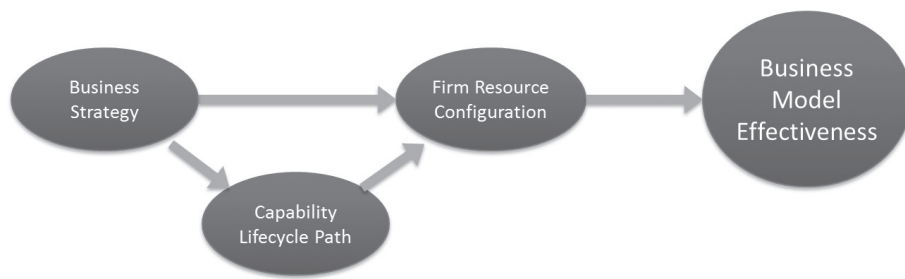 Business
Strategy
Firm Resource
Configuration
Business
Model
Effectiveness
Capability
Lifecycle Path